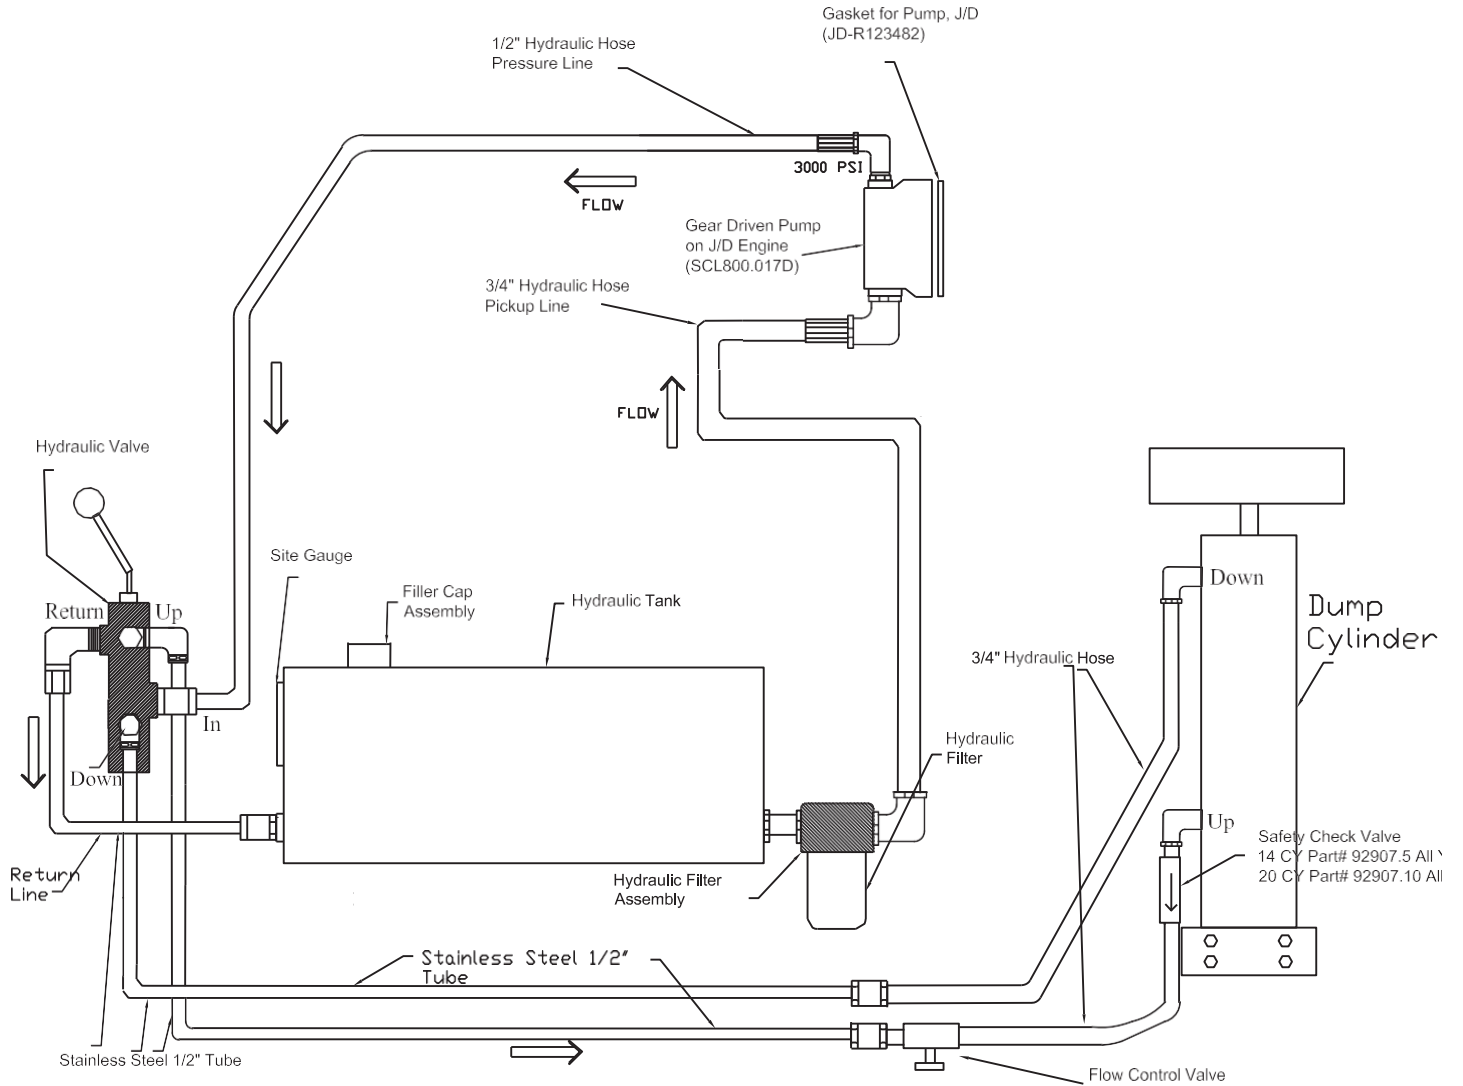 Gasket for Pump, J/D
(JD-R123482)
1/2" Hydraulic Hose
Pressure Line
3000 PSI
FLOW
Gear Driven Pump
on J/D Engine
(SCL800.017D)
3/4" Hydraulic Hose
Pickup Line
FLOW
Hydraulic Valve
Site Gauge
Filler Cap
Assembly
Hydraulic Tank
Return
Up
In
Down
Down
Dump
Cylinder
3/4" Hydraulic Hose
Hydraulic
Filter
Up
Safety Check Valve
14 CY Part# 92907.5 All
20 CY Part# 92907.10 All
Return
Line
Hydraulic Filter
Assembly
Stainless Steel 1/2"
Tube
Stainless Steel 1/2" Tube
Flow Control Valve